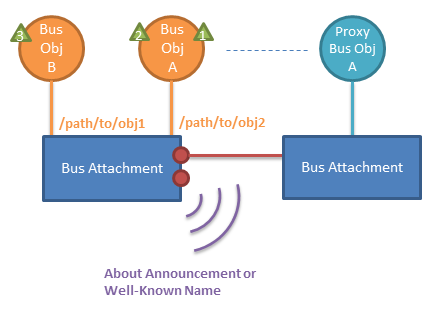 3
Bus
Obj
B
2
Bus
Obj
A
1
Proxy
Bus Obj
A
/path/to/obj1
/path/to/obj2
Bus Attachment
Bus Attachment
About Announcement or
Well-Known Name